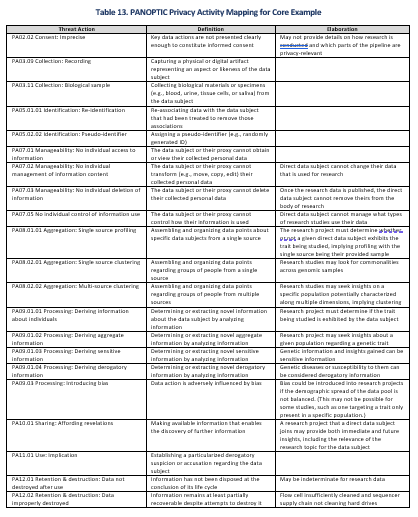 Table 13. PANOPTIC Privacy Activity Mapping for Core Example
Threat Action Definition Elaboration
PA02.02 Consent: Imprecise Key data actions are not presented clearly May not provide details on how research is
enough to constitute informed consent conducted and which parts of the pipeline are
privacy-relevant
PA03.09 Collection: Recording Capturing a physical or digital artifact
representing an aspect or likeness of the data
subject
PA03.11 Collection: Biological sample Collecting biological materials or specimens
(e.g., blood, urine, tissue cells, or saliva) from
the data subject
PA05.01.01 Identification: Re-identification Re-associating data with the data subject
that had been treated to remove those
associations
PA05.02.02 Identification: Pseudo-identifier Assigning a pseudo-identifier (e.g., randomly
generated ID)
PA07.01 Manageability: No individual access to The data subject or their proxy cannot obtain
information or view their collected personal data
PA07.02 Manageability: No individual The data subject or their proxy cannot Direct data subject cannot change their data
management of information content transform (e.g., move, copy, edit) their that is used for research
collected personal data
PA07.03 Manageability: No individual deletion of The data subject or their proxy cannot delete Once the research data is published, the direct
information their collected personal data data subject cannot remove theirs from the
body of research
PA07.05 No individual control of information use The data subject or their proxy cannot Direct data subject cannot manage what types
control how their information is used of research studies use their data
PA08.01.01 Aggregation: Single source profiling Assembling and organizing data points about The research project must determine whether
specific data subjects from a single source or not a given direct data subject exhibits the
trait being studied, implying profiling with the
single source being their provided sample
PA08.02.01 Aggregation: Single source clustering Assembling and organizing data points Research studies may look for commonalities
regarding groups of people from a single across genomic samples
source
PA08.02.02 Aggregation: Multi-source clustering Assembling and organizing data points Research studies may seek insights on a
regarding groups of people from multiple specific population potentially characterized
sources along multiple dimensions, implying clustering
PA09.01.01 Processing: Deriving information Determining or extracting novel information Research project must determine if the trait
about individuals about the data subject by analyzing being studied is exhibited by the data subject
information
PA09.01.02 Processing: Deriving aggregate Determining or extracting novel aggregate Research project may seek insights about a
information information by analyzing information given population regarding a genetic trait
PA09.01.03 Processing: Deriving sensitive Determining or extracting novel sensitive Genetic information and insights gained can be
information information by analyzing information sensitive information
PA09.01.04 Processing: Deriving derogatory Determining or extracting novel derogatory Genetic diseases or susceptibility to them can
information information by analyzing information be considered derogatory information
PA09.03 Processing: Introducing bias Data action is adversely influenced by bias Bias could be introduced into research projects
if the demographic spread of the data pool is
not balanced. (This may not be possible for
some studies, such as one targeting a trait only
present in a specific population.)
PA10.01 Sharing: Affording revelations Making available information that enables A research project that a direct data subject
the discovery of further information joins may provide both immediate and future
insights, including the relevance of the
research topic for the data subject
PA11.01 Use: Implication Establishing a particularized derogatory
suspicion or accusation regarding the data
subject
PA12.01 Retention & destruction: Data not Information has not been disposed at the May be indeterminate for research data
destroyed after use conclusion of its life cycle
PA12.02 Retention & destruction: Data Information remains at least partially Flow cell insufficiently cleaned and sequencer
improperly destroyed recoverable despite attempts to destroy it supply chain not cleaning hard drives